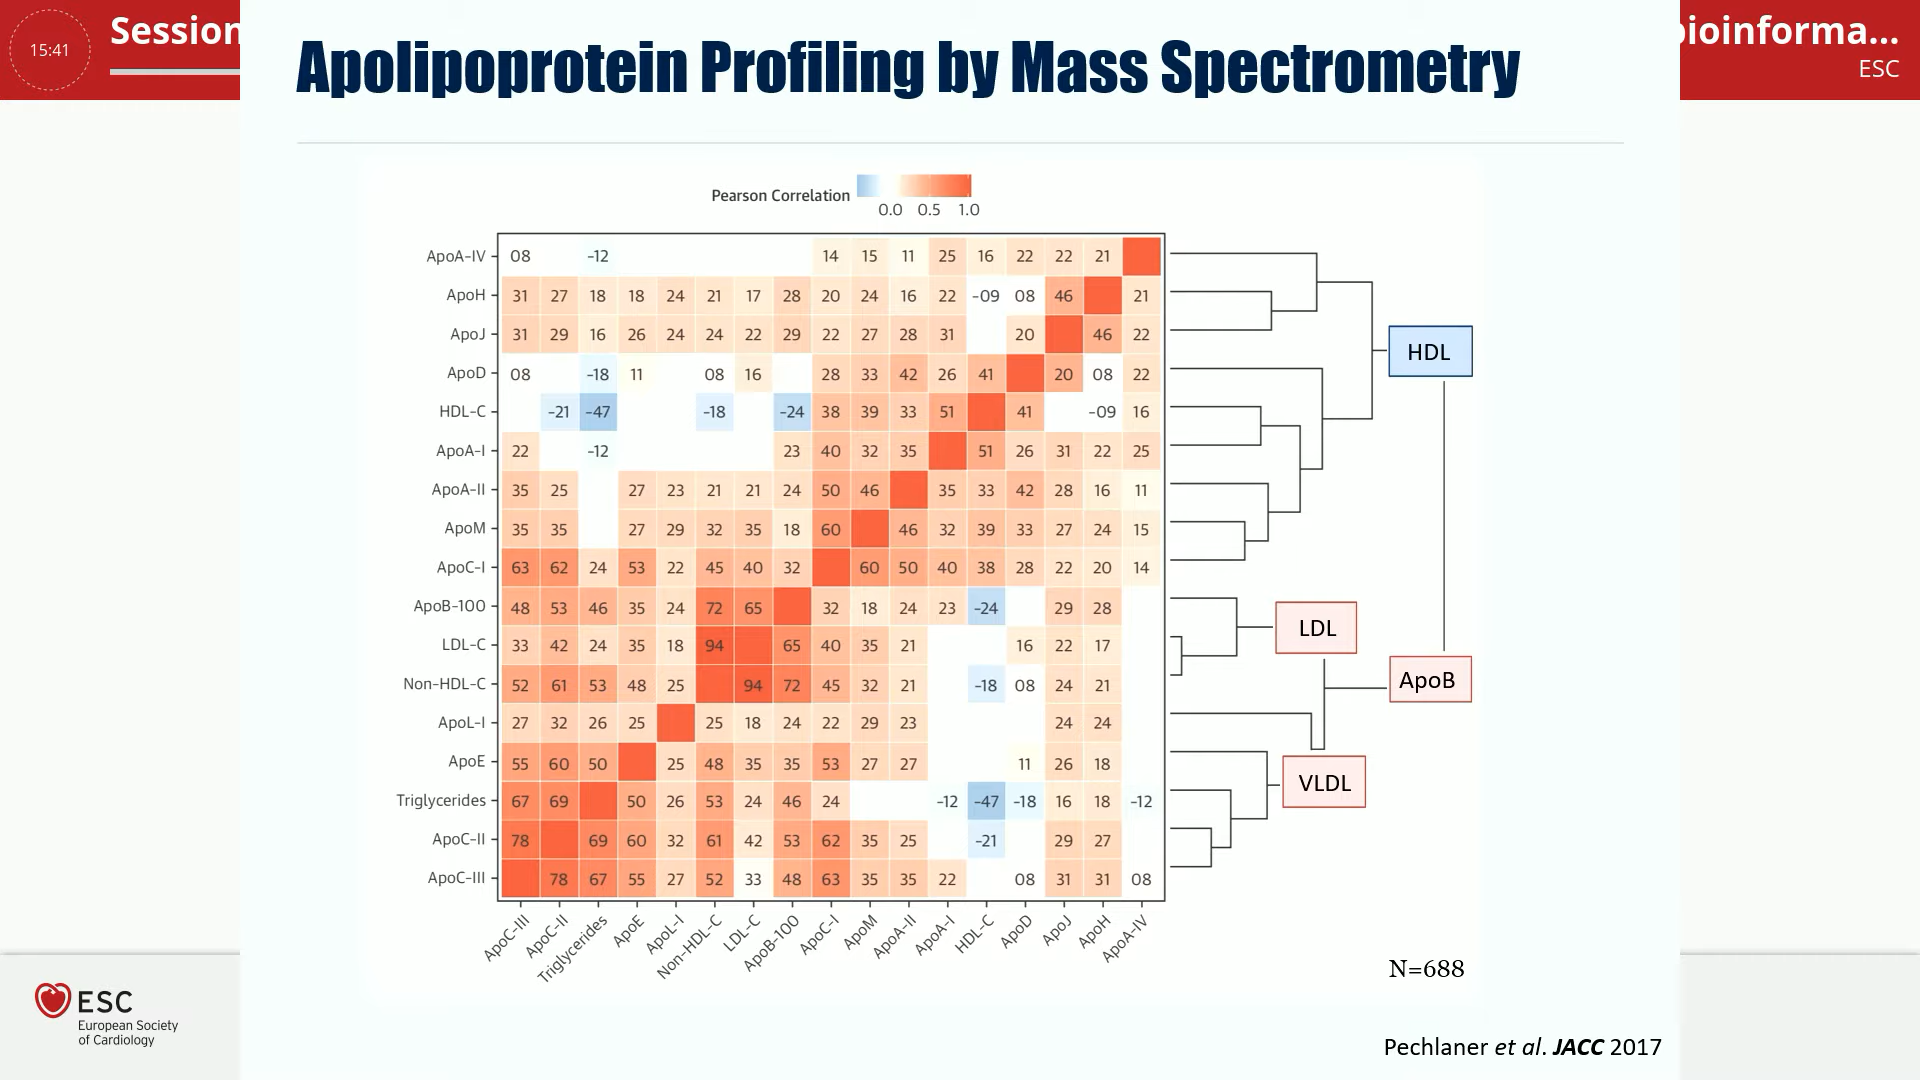 15:41
Session
bioinforma...
ESC
Apolipoprotein Profiling by Mass Spectrometry
Pearson Correlation
0.0 0.5 1.0
ApoA-IV 08 -12 14 15 11 25 16 22 22 21
ApoH 31 27 18 18 24 21 17 28 20 24 16 22 -09 08 46 21
ApoJ 31 29 16 26 24 24 22 29 22 27 28 31 20 46 22
ApoD 08 -18 11 08 16 28 33 42 26 41 20 08 22
HDL-C -21 -47 -18 -24 38 39 33 51 41 -09 16
ApoA-I 22 -12 23 40 32 35 51 26 31 22 25
ApoA-II 35 25 27 23 21 21 24 50 46 35 33 42 28 16 11
ApoM 35 35 27 29 32 35 18 60 46 32 39 33 27 24 15
ApoC-I 63 62 24 53 22 45 40 32 60 50 40 38 28 22 20 14
ApoB-100 48 53 46 35 24 72 65 32 18 24 23 -24 29 28
LDL-C 33 42 24 35 18 94 65 40 35 21 16 22 17
Non-HDL-C 52 61 53 48 25 94 72 45 32 21 -18 08 24 21
ApoL-I 27 32 26 25 25 18 24 22 29 23 24 24
ApoE 55 60 50 25 48 35 35 53 27 27 11 26 18
Triglycerides 67 69 50 26 53 24 46 24 -12 -47 -18 16 18 -12
ApoC-II 78 69 60 32 61 42 53 62 35 25 -21 29 27
ApoC-III 78 67 55 27 52 33 48 63 35 35 22 08 31 31 08
ApoC-III ApoC-II Triglycerides ApoE ApoL-I Non-HDL-C LDL-C ApoB-100 ApoC-I ApoM ApoA-II ApoA-I HDL-C ApoD ApoJ ApoH ApoA-IV
HDL
LDL
ApoB
VLDL
N=688
ESC
European Society
of Cardiology
Pechlaner et al. JACC 2017